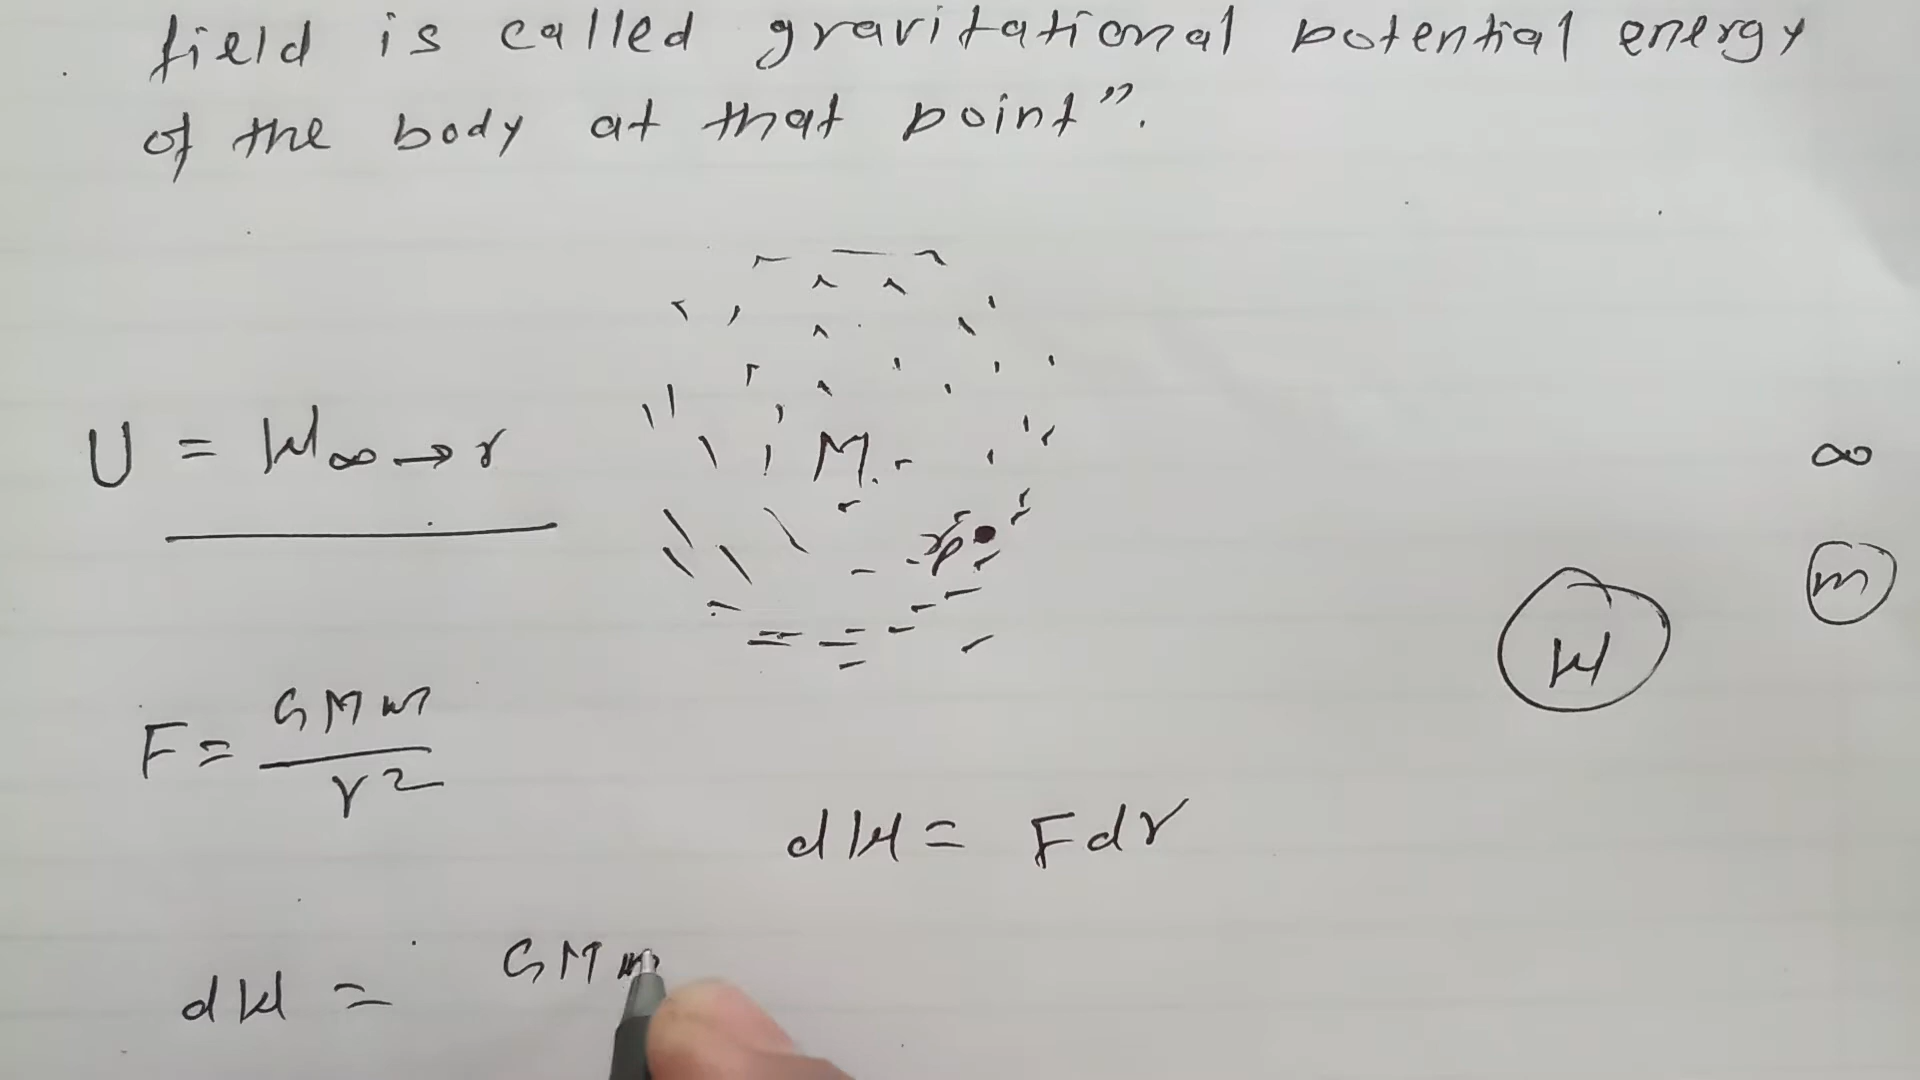 field is called gravitational potential energy
of the body at that point”.
U = W∞→r
M
P
∞
m
W
F = GMm/r²
dW = Fdr
dW = GMm